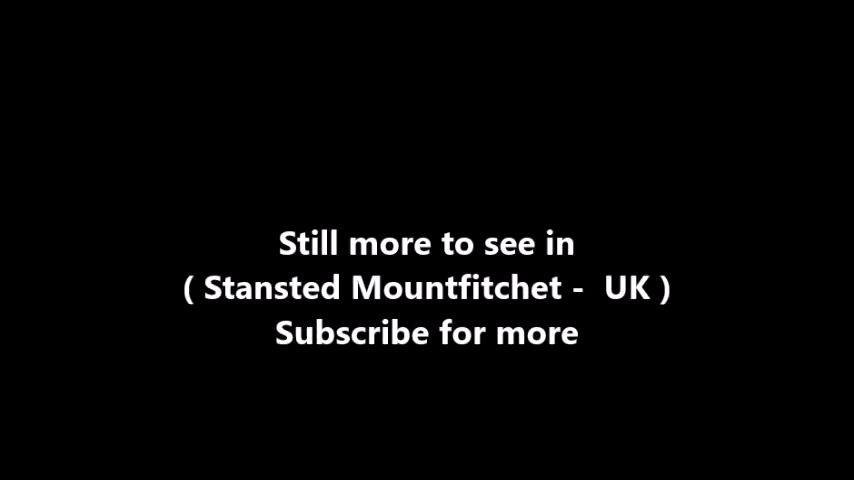 Still more to see in
( Stansted Mountfitchet -  UK )
Subscribe for more